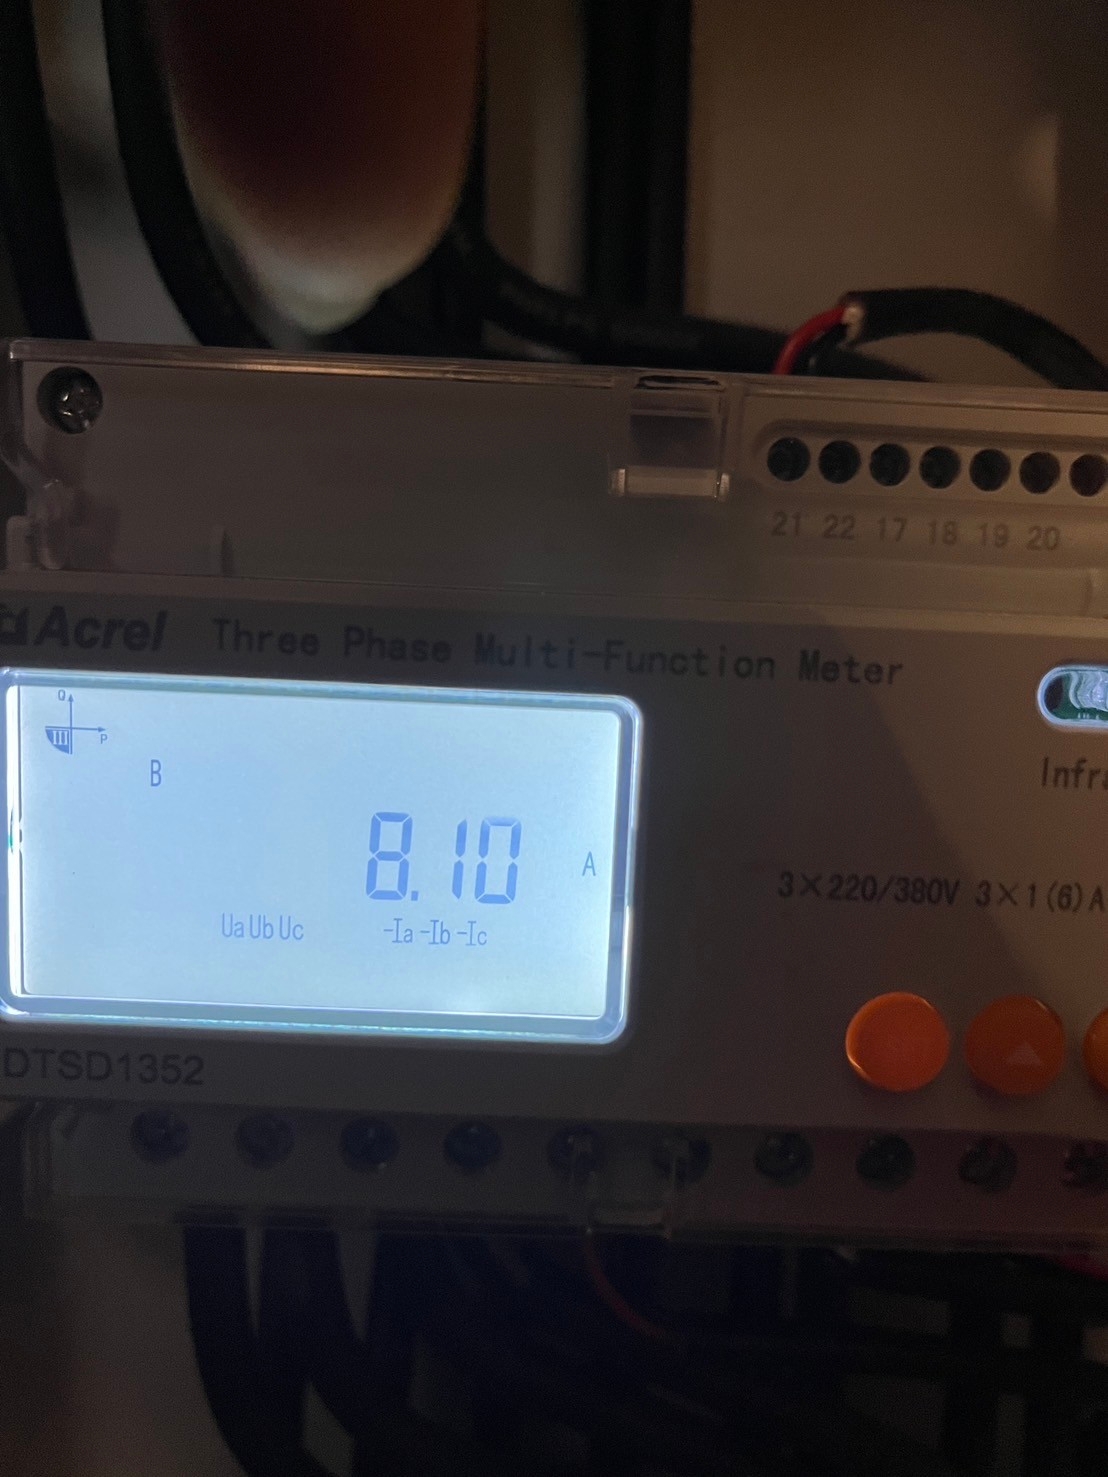 21 22 17 18 19 20
Acrel Three Phase Multi-Function Meter
Q
III P
B
8.10 A
Ua Ub Uc -Ia -Ib -Ic
3×220/380V 3×1(6)A
DTSD1352